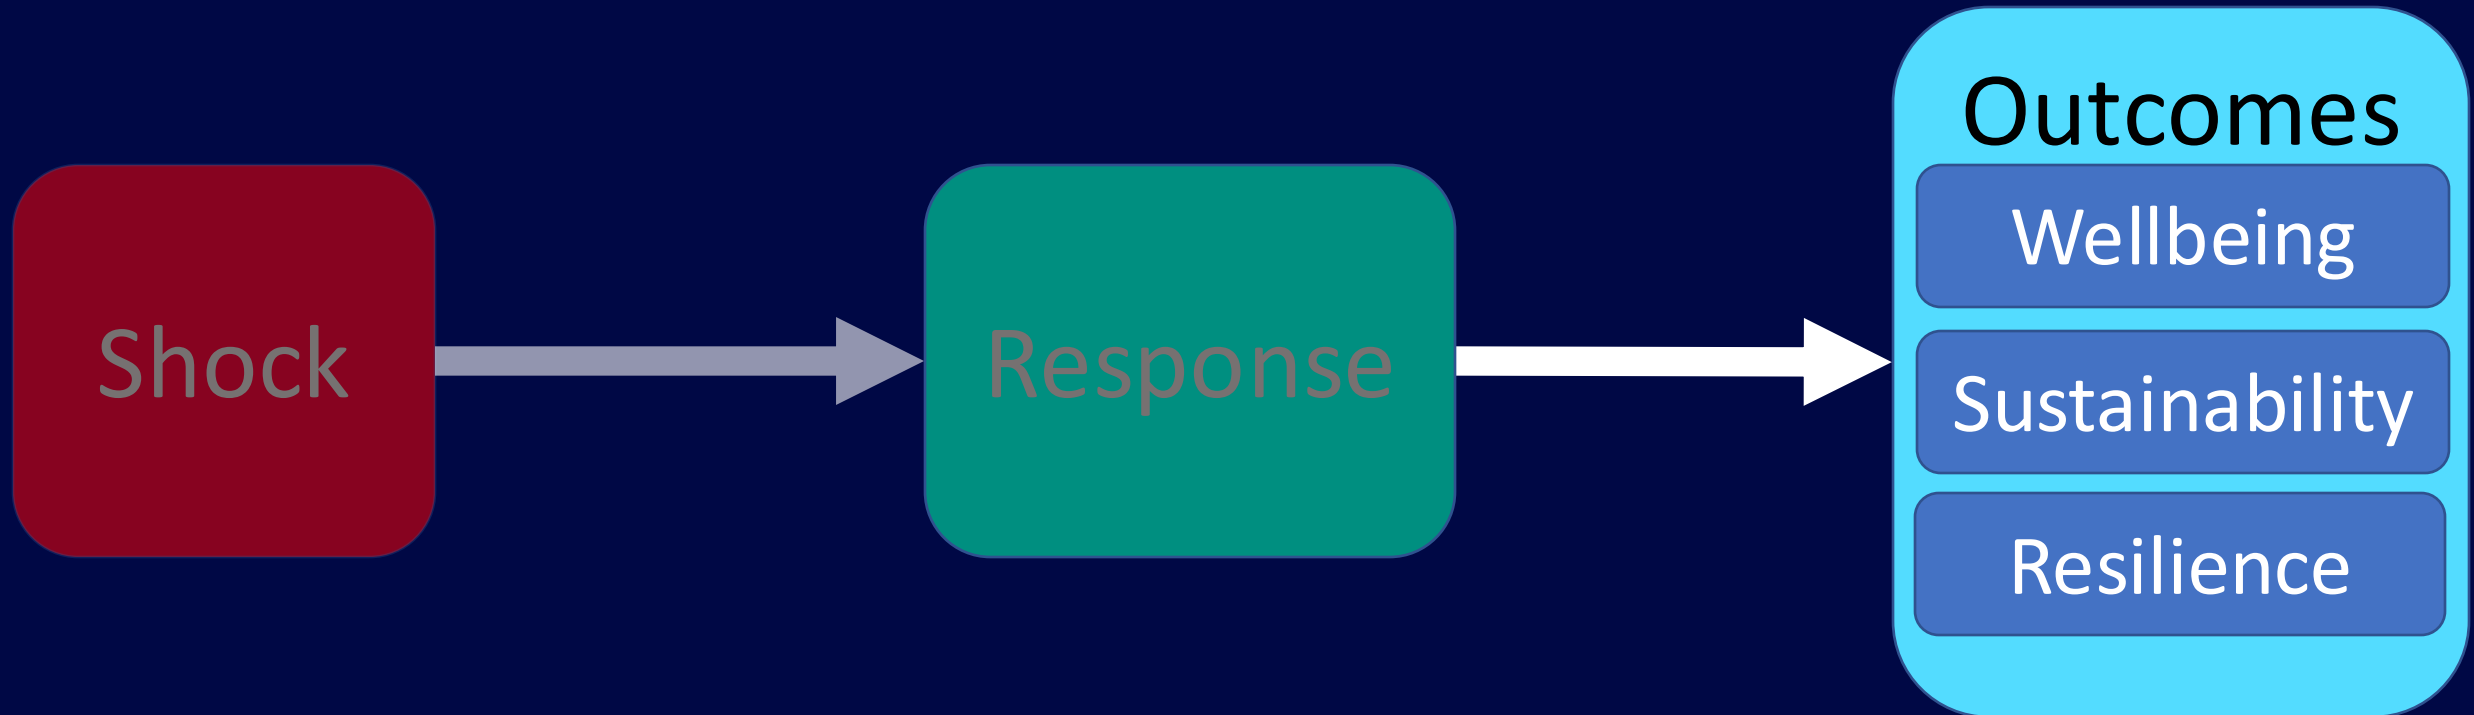 Shock
Response
Outcomes
Wellbeing
Sustainability
Resilience